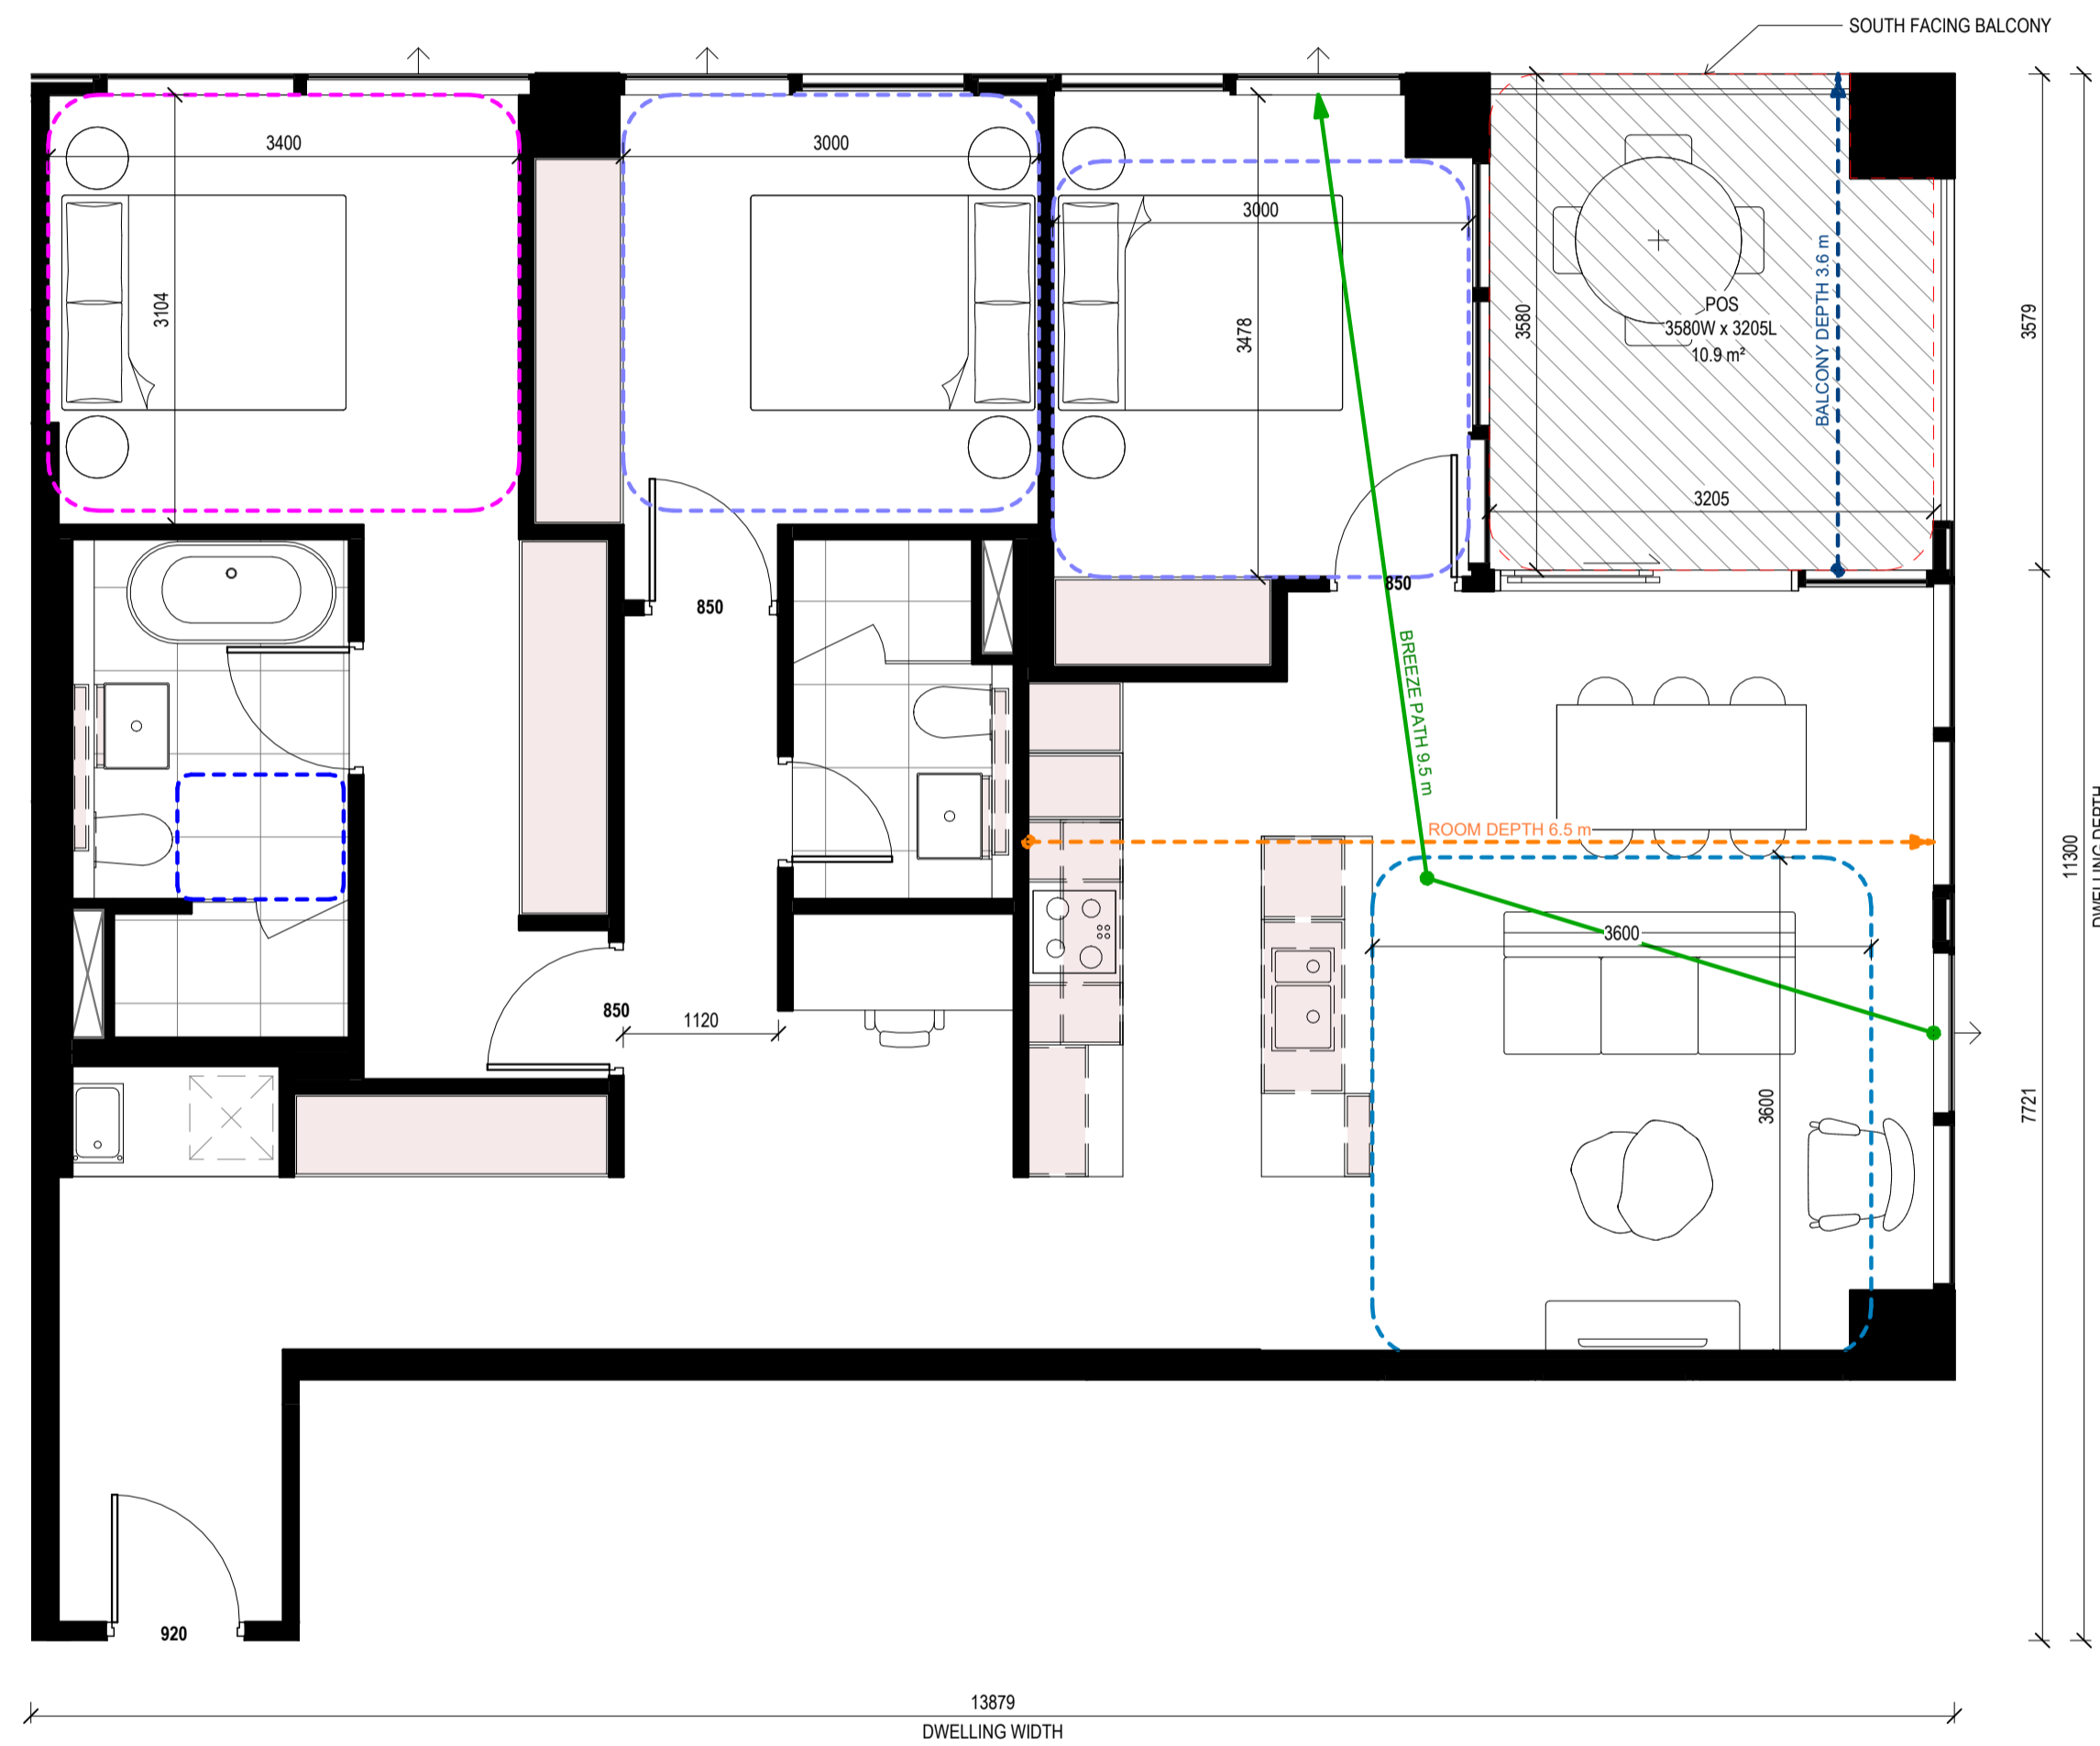 SOUTH FACING BALCONY
3400
3000
3000
3104
3478
3580
BALCONY DEPTH 3.6 m
POS
3580W x 3205L
10.9 m²
3579
3205
850
850
BREEZE PATH 9.5 m
ROOM DEPTH 6.5 m
11300
DWELLING DEPTH
3600
850
1120
3600
7721
920
13879
DWELLING WIDTH